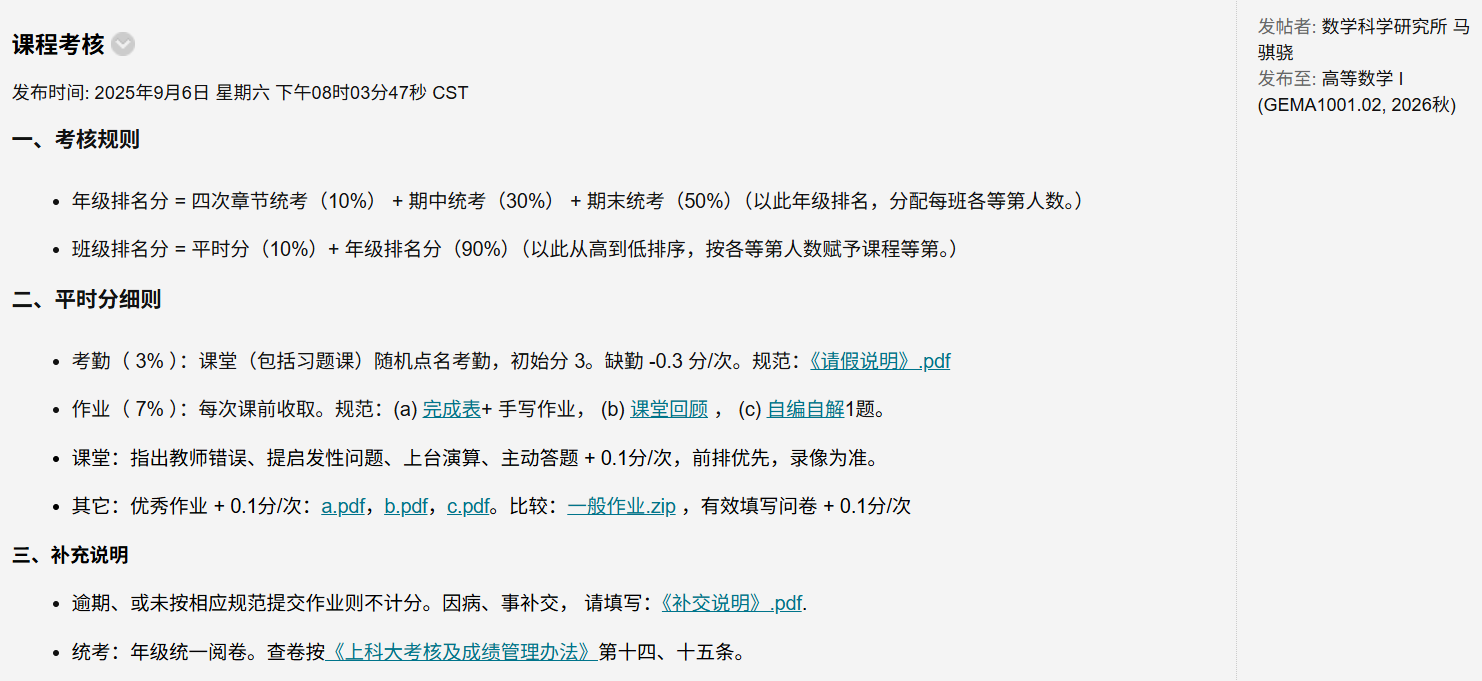 课程考核
发布时间: 2025年9月6日 星期六 下午08时03分47秒 CST
一、考核规则
年级排名分 = 四次章节统考（10%） + 期中统考（30%） + 期末统考（50%）（以此年级排名，分配每班各等第人数。）
班级排名分 = 平时分（10%）+ 年级排名分（90%）（以此从高到低排序，按各等第人数赋予课程等第。）
二、平时分细则
考勤（ 3% ）：课堂（包括习题课）随机点名考勤，初始分 3。缺勤 -0.3 分/次。规范：《请假说明》.pdf
作业（ 7% ）：每次课前收取。规范：(a) 完成表+ 手写作业， (b) 课堂回顾 ， (c) 自编自解1题。
课堂：指出教师错误、提启发性问题、上台演算、主动答题 + 0.1分/次，前排优先，录像为准。
其它：优秀作业 + 0.1分/次：a.pdf，b.pdf，c.pdf。比较：一般作业.zip ，有效填写问卷 + 0.1分/次
三、补充说明
逾期、或未按相应规范提交作业则不计分。因病、事补交， 请填写：《补交说明》.pdf.
统考：年级统一阅卷。查卷按《上科大考核及成绩管理办法》第十四、十五条。
发帖者: 数学科学研究所 马
骐骁
发布至: 高等数学 I
(GEMA1001.02, 2026秋)